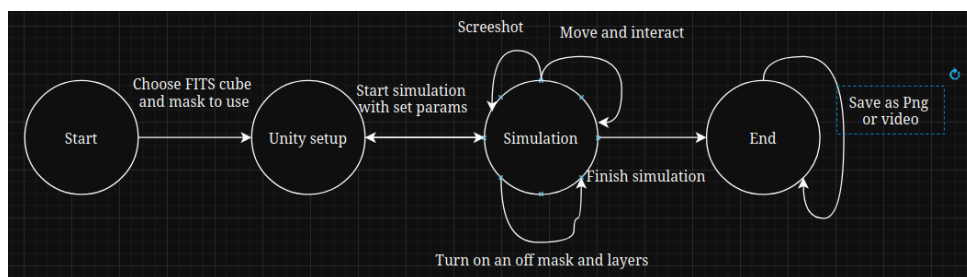 Screeshot
Move and interact
Choose FITS cube
and mask to use
Start simulation
with set params
Save as Png
or video
Start
Unity setup
Simulation
End
Finish simulation
Turn on an off mask and layers